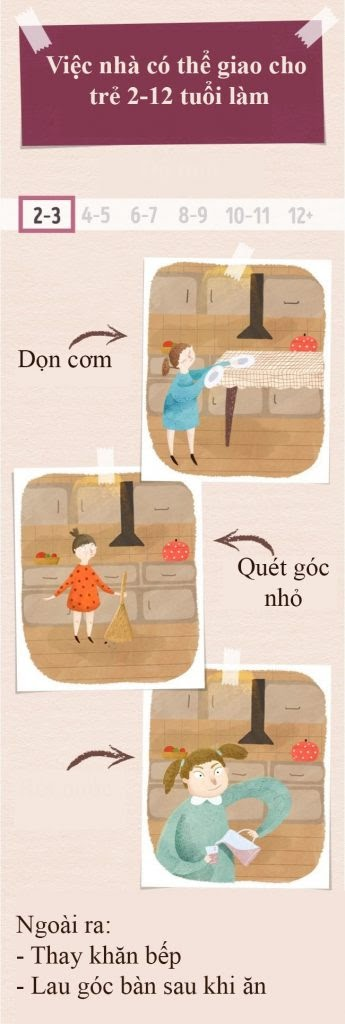 Việc nhà có thể giao cho
trẻ 2-12 tuổi làm
2-3 4-5 6-7 8-9 10-11 12+
Dọn cơm
Quét góc
nhỏ
Ngoài ra:
- Thay khăn bếp
- Lau góc bàn sau khi ăn